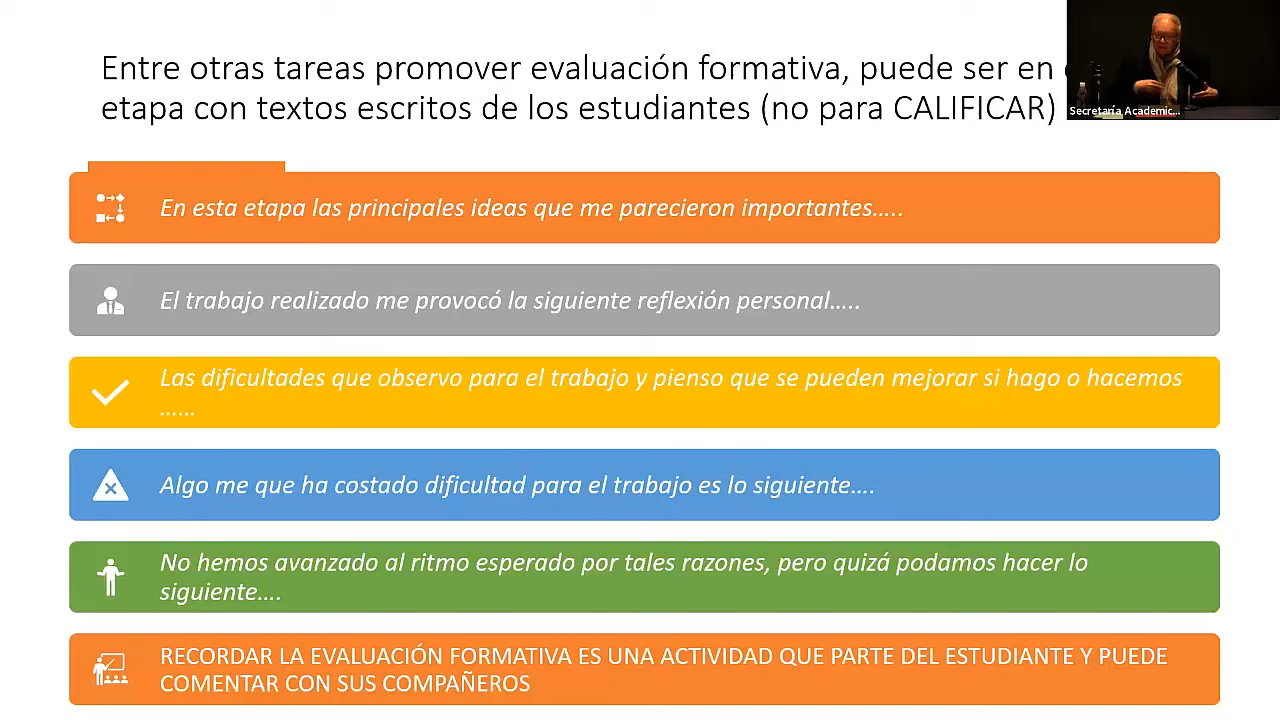 Entre otras tareas promover evaluación formativa, puede ser en
etapa con textos escritos de los estudiantes (no para CALIFICAR)
Secretaría Academic...
En esta etapa las principales ideas que me parecieron importantes.....
El trabajo realizado me provocó la siguiente reflexión personal.....
Las dificultades que observo para el trabajo y pienso que se pueden mejorar si hago o hacemos
......
Algo me que ha costado dificultad para el trabajo es lo siguiente....
No hemos avanzado al ritmo esperado por tales razones, pero quizá podamos hacer lo
siguiente....
RECORDAR LA EVALUACIÓN FORMATIVA ES UNA ACTIVIDAD QUE PARTE DEL ESTUDIANTE Y PUEDE
COMENTAR CON SUS COMPAÑEROS